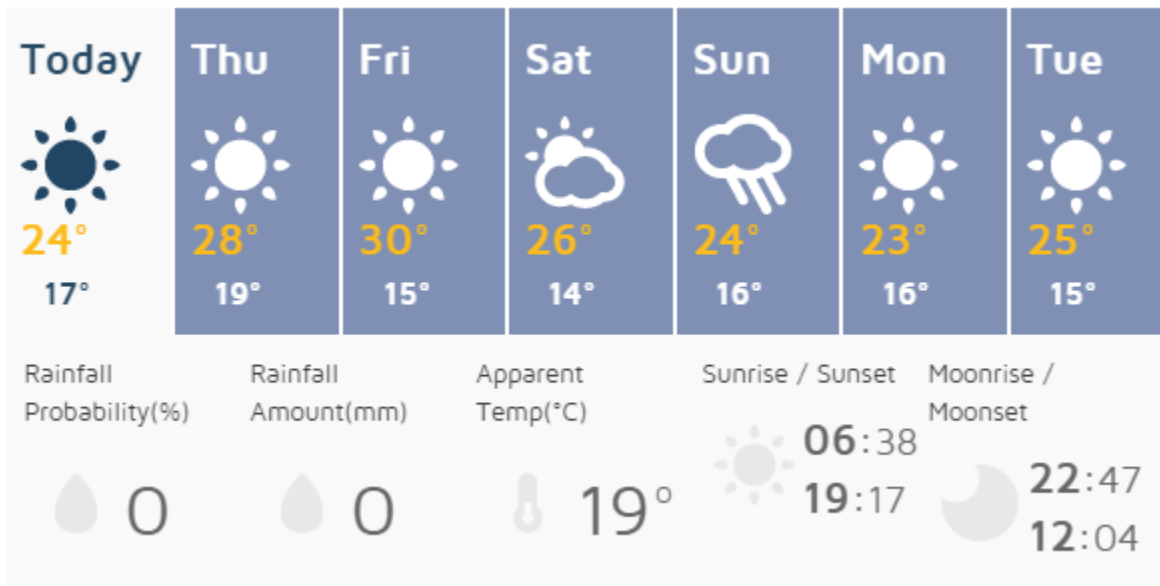 Today Thu Fri Sat Sun Mon Tue
24° 28° 30° 26° 24° 23° 25°
17° 19° 15° 14° 16° 16° 15°
Rainfall
Probability(%)
0
Rainfall
Amount(mm)
0
Apparent
Temp(°C)
19°
Sunrise / Sunset
06:38
19:17
Moonrise /
Moonset
22:47
12:04